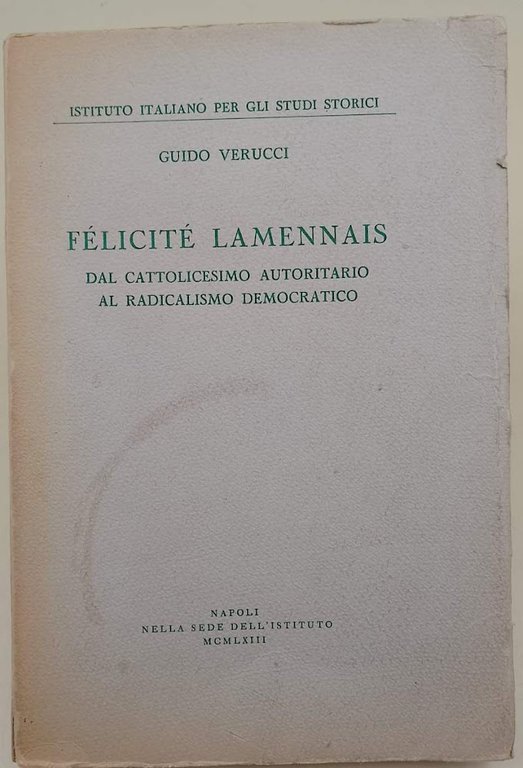 ISTITUTO ITALIANO PER GLI STUDI STORICI
GUIDO VERUCCI
FÉLICITÉ LAMENNAIS
DAL CATTOLICESIMO AUTORITARIO
AL RADICALISMO DEMOCRATICO
NAPOLI
NELLA SEDE DELL'ISTITUTO
MCMLXIII